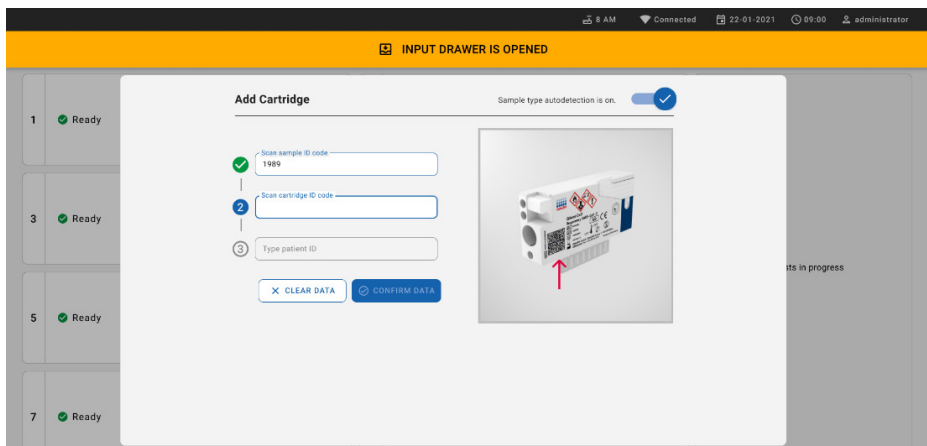 8 AM Connected 22-01-2021 09:00 administrator
INPUT DRAWER IS OPENED
Add Cartridge
Sample type autodetection is on.
1 Ready
Scan sample ID code
1989
Scan cartridge ID code
2
3 Ready
3 Type patient ID
sts in progress
CLEAR DATA CONFIRM DATA
5 Ready
7 Ready